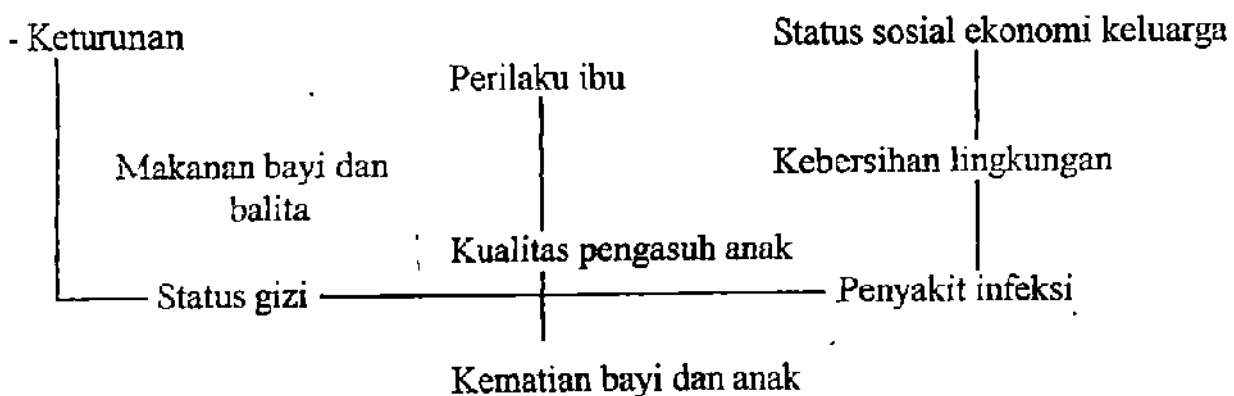 - Keturunan
Status sosial ekonomi keluarga
Perilaku ibu
Makanan bayi dan
balita
Kebersihan lingkungan
Kualitas pengasuh anak
Status gizi
Penyakit infeksi
Kematian bayi dan anak